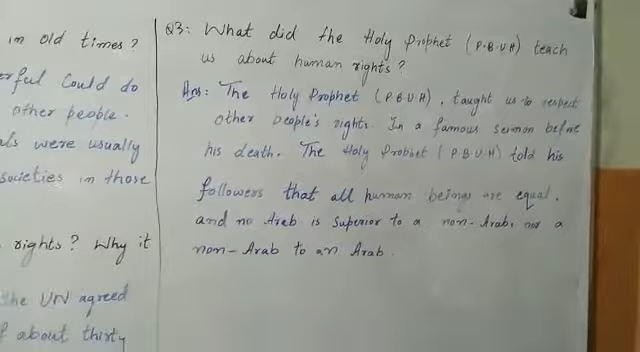 in old times?
erful Could do
other people.
als were usually
societies in those
rights? Why it
the UN agreed
f about thirty
Q3: What did the Holy Prophet (P.B.U.H) teach
us about human rights?
Ans: The Holy Prophet (P.B.U.H), taught us to respect
other people's rights. In a famous sermon before
his death. The Holy Prophet (P.B.U.H) told his
followers that all human beings are equal.
and no Arab is superior to a non-Arab, nor a
non-Arab to an Arab.